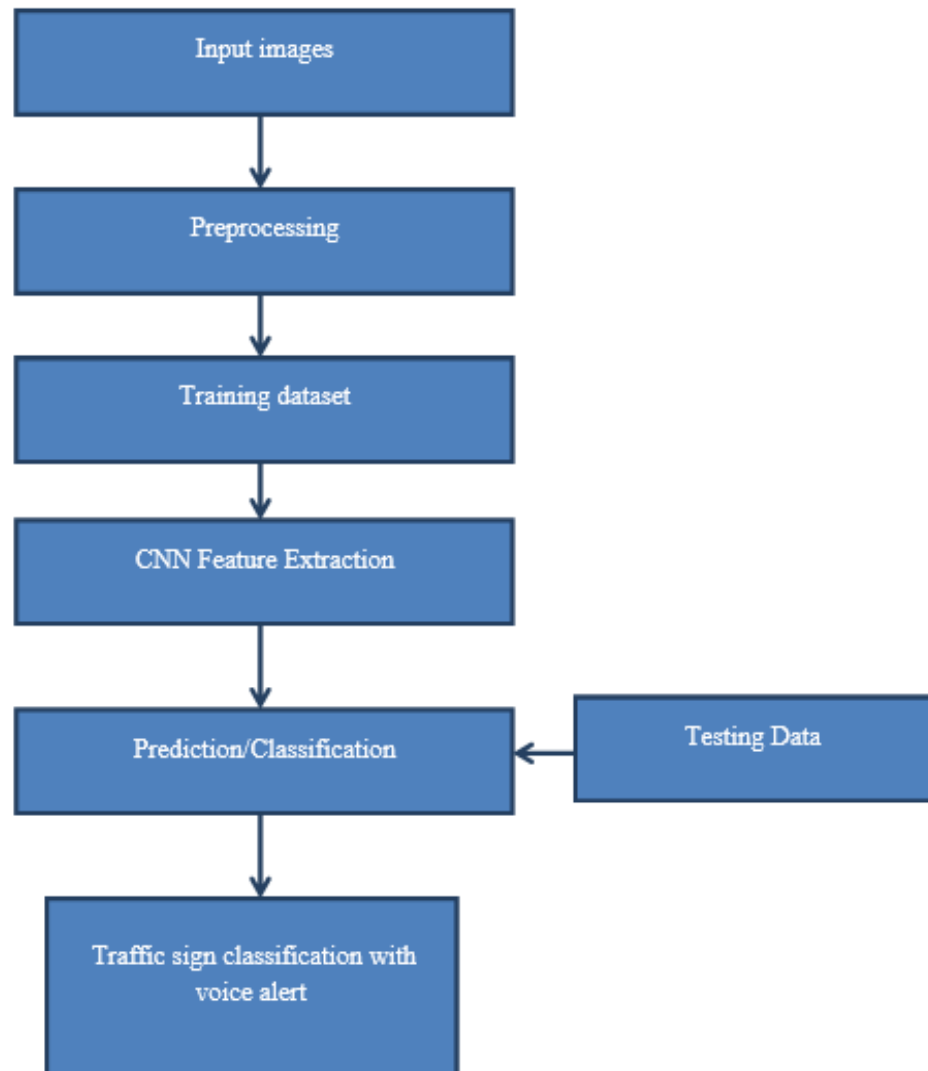 Input images
Preprocessing
Training dataset
CNN Feature Extraction
Prediction/Classification
Testing Data
Traffic sign classification with
voice alert